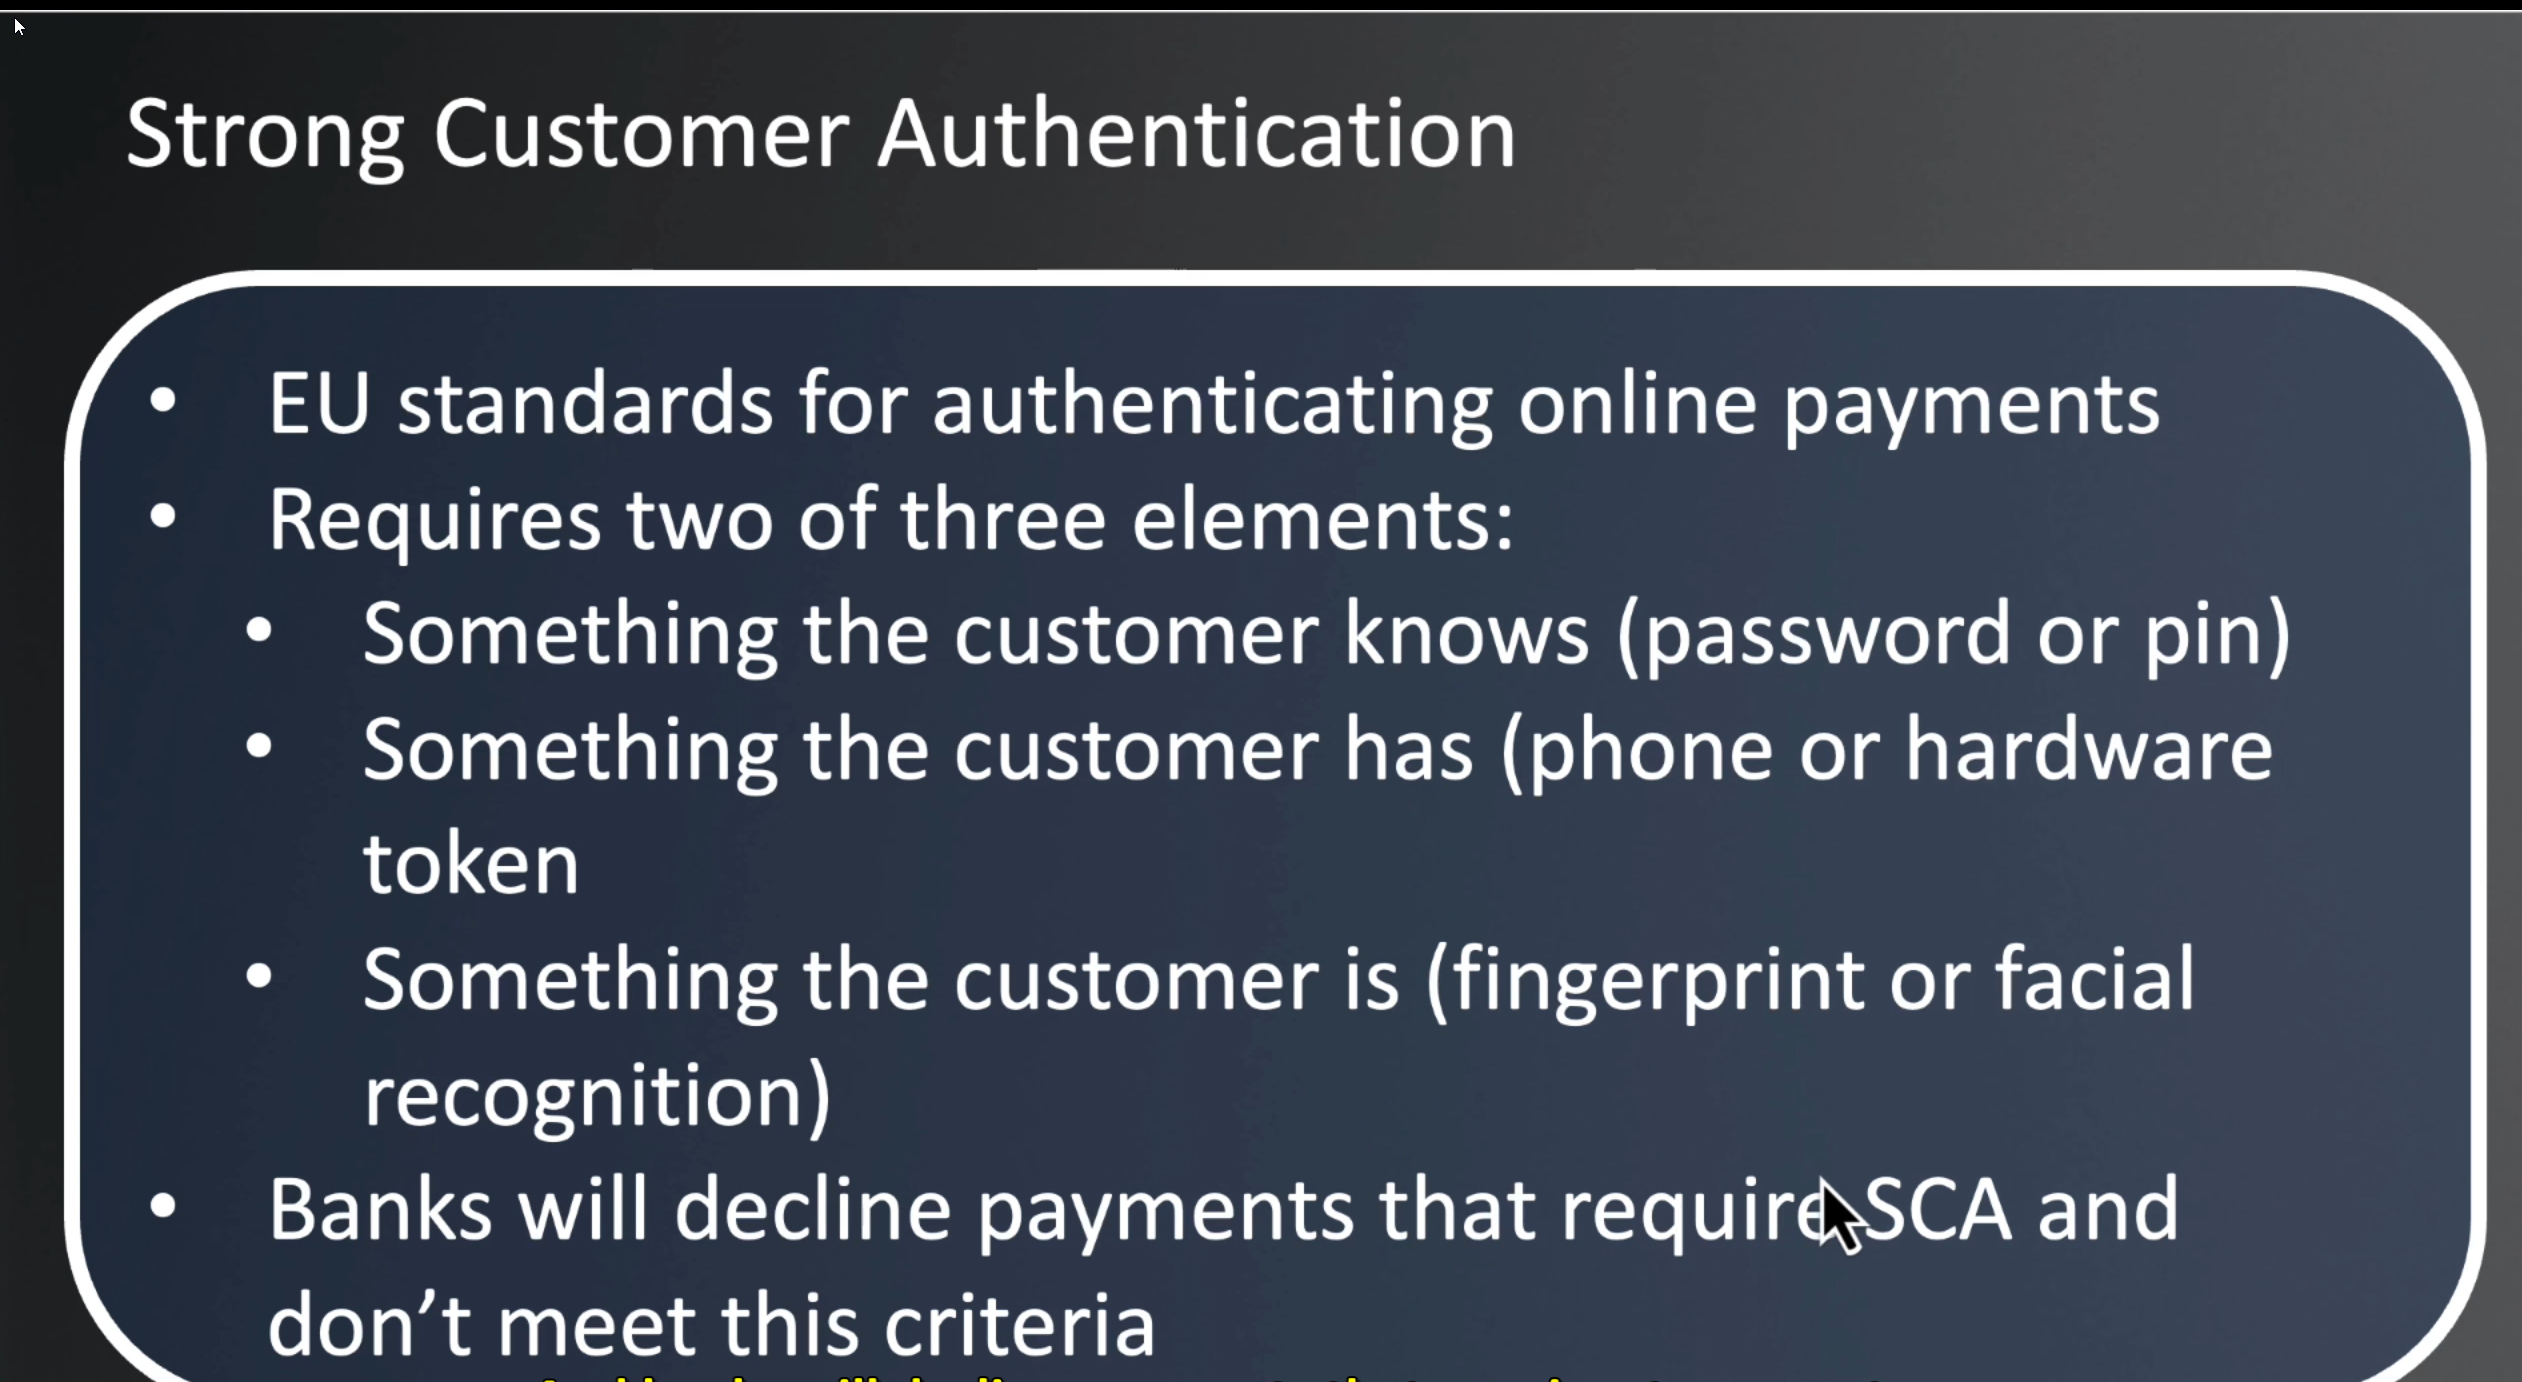 Strong Customer Authentication
• EU standards for authenticating online payments
• Requires two of three elements:
• Something the customer knows (password or pin)
• Something the customer has (phone or hardware
token
• Something the customer is (fingerprint or facial
recognition)
• Banks will decline payments that require SCA and
don’t meet this criteria